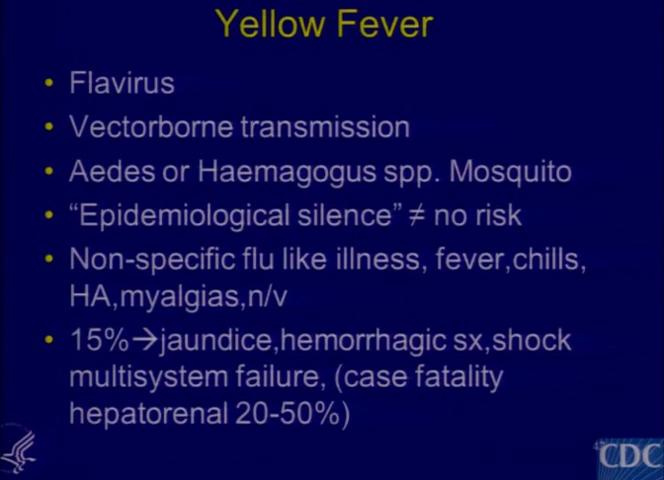 Yellow Fever
• Flavirus
• Vectorborne transmission
• Aedes or Haemagogus spp. Mosquito
• “Epidemiological silence” ≠ no risk
• Non-specific flu like illness, fever,chills,
HA,myalgias,n/v
• 15%→jaundice,hemorrhagic sx,shock
multisystem failure, (case fatality
hepatorenal 20-50%)
CDC